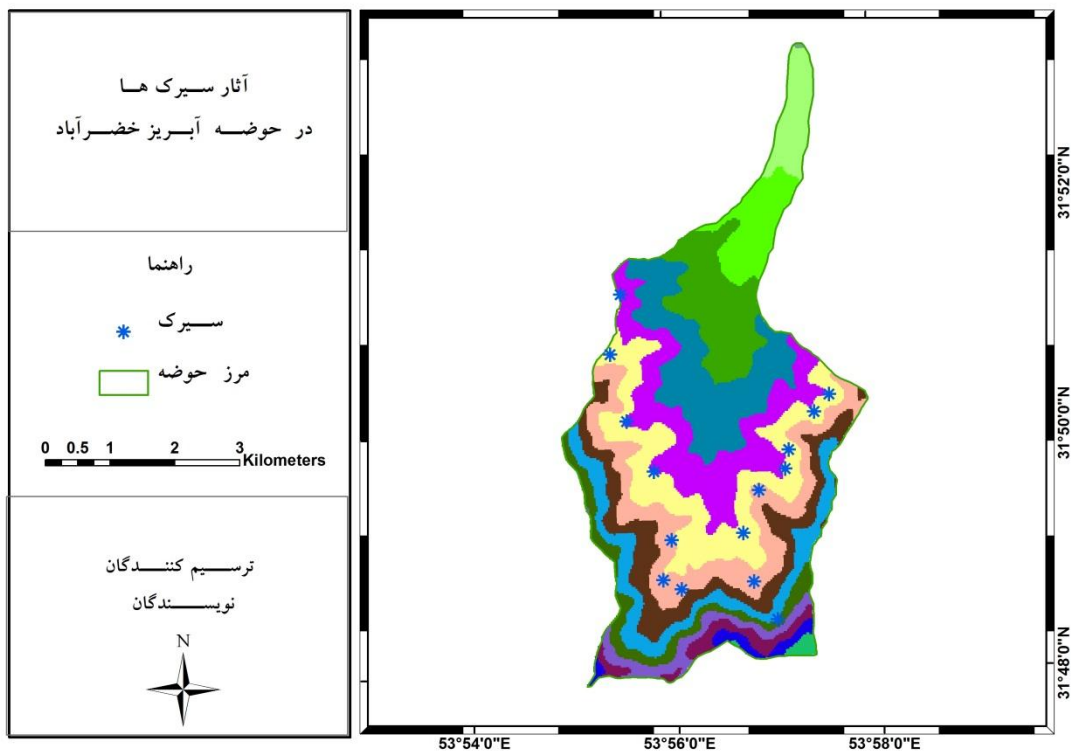 آثار سیرک ها
در حوضه آبریز خضرآباد
راهنما
سیرک
مرز حوضه
0 0.5 1 2 3
Kilometers
ترسیم کنندگان
نویسندگان
N
31°52'0"N
31°50'0"N
31°48'0"N
53°54'0"E 53°56'0"E 53°58'0"E